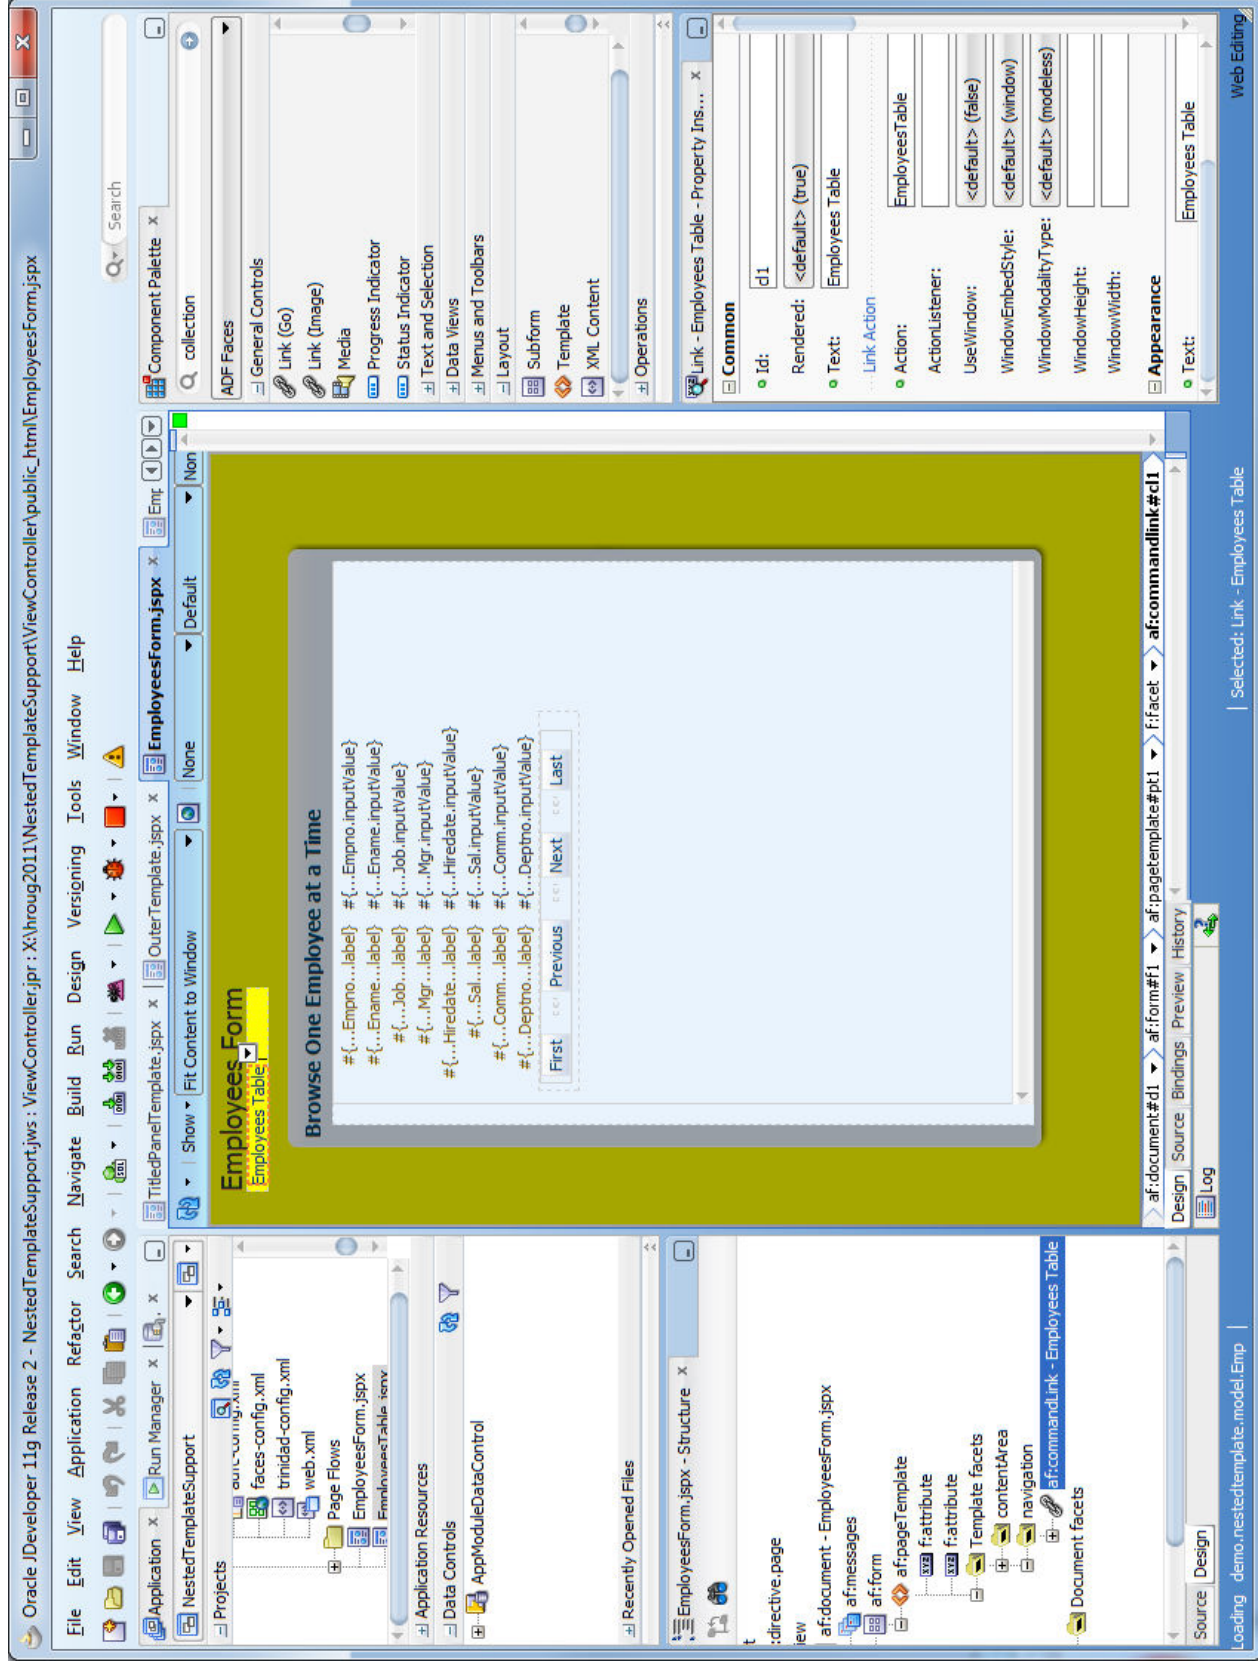 Oracle JDeveloper 11g Release 2 - NestedTemplateSupport.jws : ViewController.jpr : X:\hroug2011\NestedTemplateSupport\ViewController\public_html\EmployeesForm.jspx
File Edit View Application Refactor Search Navigate Build Run Design Versioning Tools Window Help
Search
Application
Run Manager
NestedTemplateSupport
Projects
faces-config.xml
trinidad-config.xml
web.xml
Page Flows
EmployeesForm.jspx
EmployeesTable.jspx
Application Resources
Data Controls
AppModuleDataControl
Recently Opened Files
EmployeesForm.jspx - Structure
:directive.page
iew
af:document - EmployeesForm.jspx
af:messages
af:form
af:pageTemplate
f:attribute
f:attribute
Template facets
contentArea
navigation
af:commandLink - Employees Table
Document facets
Source Design
TitledPanelTemplate.jspx OuterTemplate.jspx EmployeesForm.jspx Emp
Show Fit Content to Window None Default Non
Employees Form
Employees Table
Browse One Employee at a Time
#{...Empno...label} #{...Empno.inputValue}
#{...Ename...label} #{...Ename.inputValue}
#{...Job...label} #{...Job.inputValue}
#{...Mgr...label} #{...Mgr.inputValue}
#{...Hiredate...label} #{...Hiredate.inputValue}
#{...Sal...label} #{...Sal.inputValue}
#{...Comm...label} #{...Comm.inputValue}
#{...Deptno...label} #{...Deptno.inputValue}
First Previous Next Last
af:document#d1 af:form#f1 af:pagetemplate#pt1 f:facet af:commandlink#cl1
Design Source Bindings Preview History
Log
Component Palette
collection
ADF Faces
General Controls
Link (Go)
Link (Image)
Media
Progress Indicator
Status Indicator
Text and Selection
Data Views
Menus and Toolbars
Layout
Subform
Template
XML Content
Operations
Link - Employees Table - Property Ins...
Common
Id: cl1
Rendered: <default> (true)
Text: Employees Table
Link Action
Action: EmployeesTable
ActionListener:
UseWindow: <default> (false)
WindowEmbedStyle: <default> (window)
WindowModalityType: <default> (modeless)
WindowHeight:
WindowWidth:
Appearance
Text: Employees Table
Loading demo.nestedtemplate.model.Emp
Selected: Link - Employees Table
Web Editing